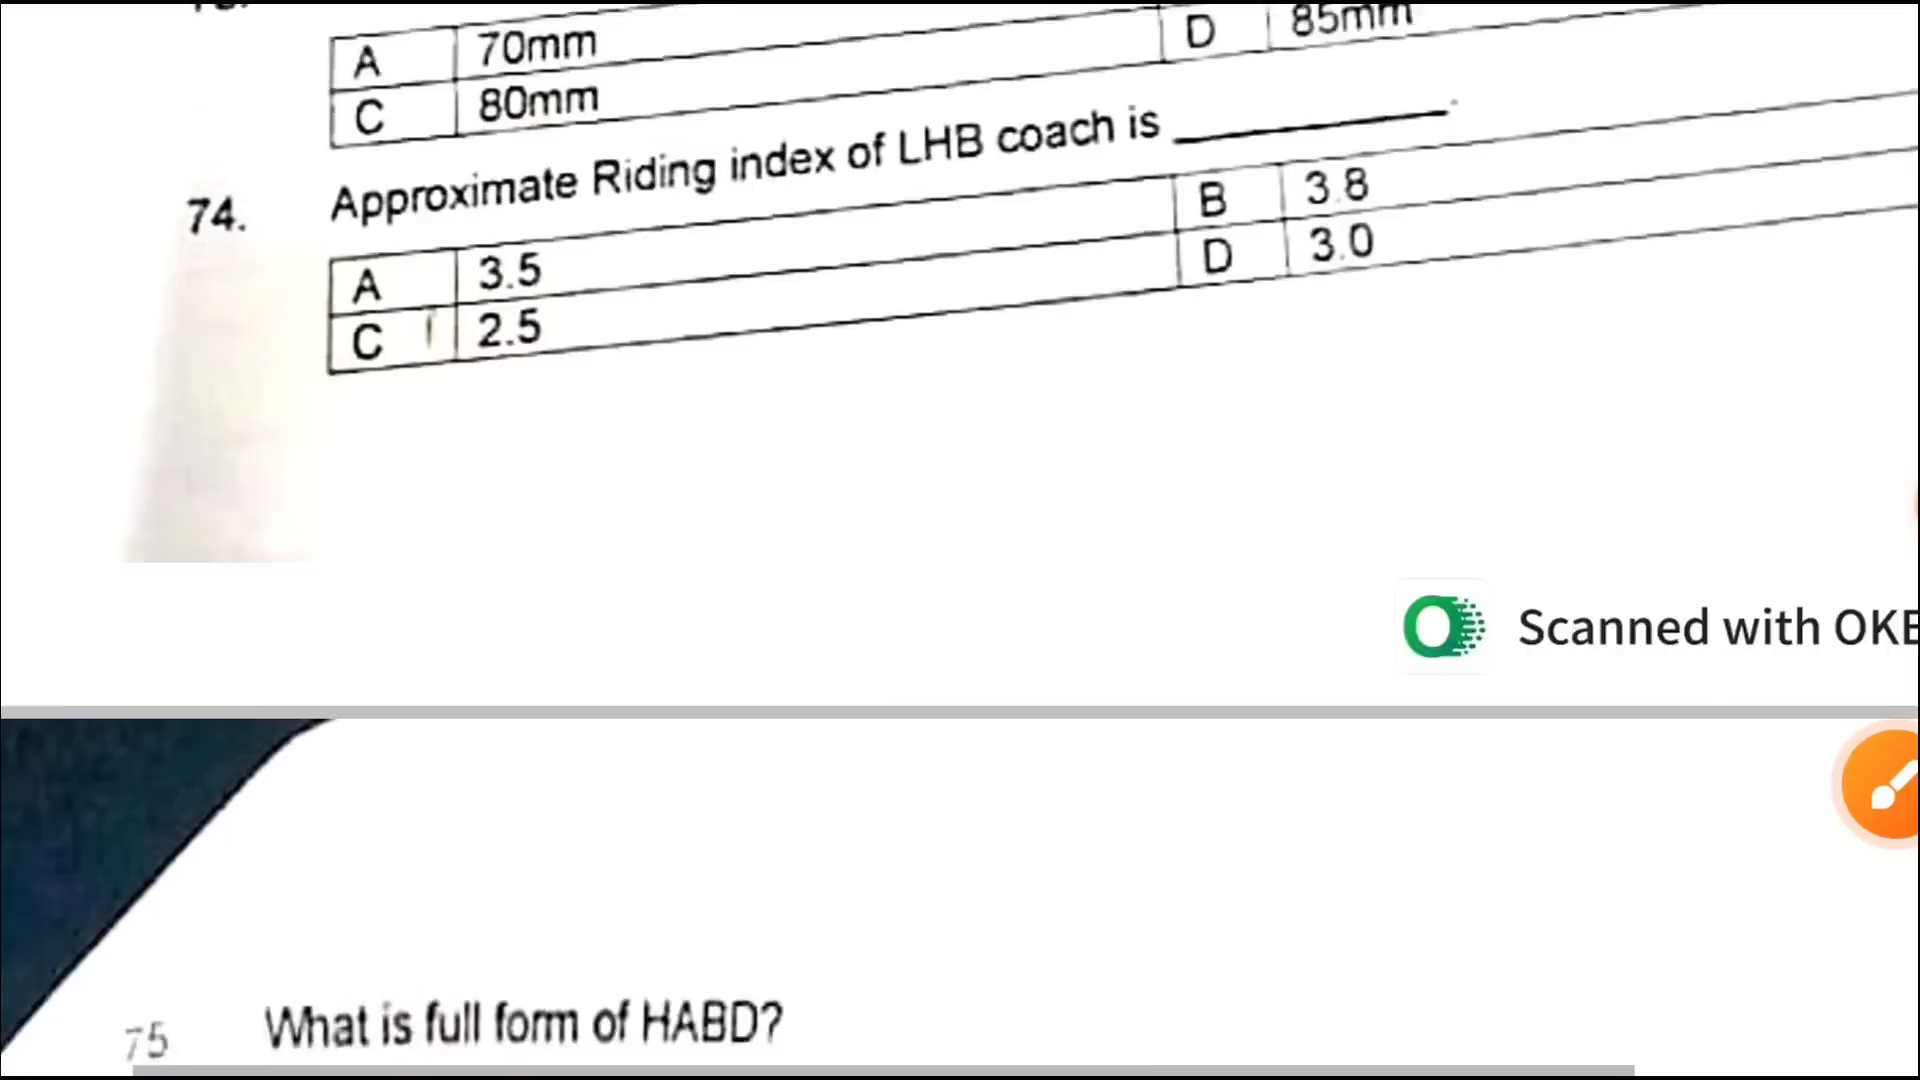 A 70mm D 85mm
C 80mm
74. Approximate Riding index of LHB coach is ________.
A 3.5 B 3.8
C 2.5 D 3.0
Scanned with
75 What is full form of HABD?